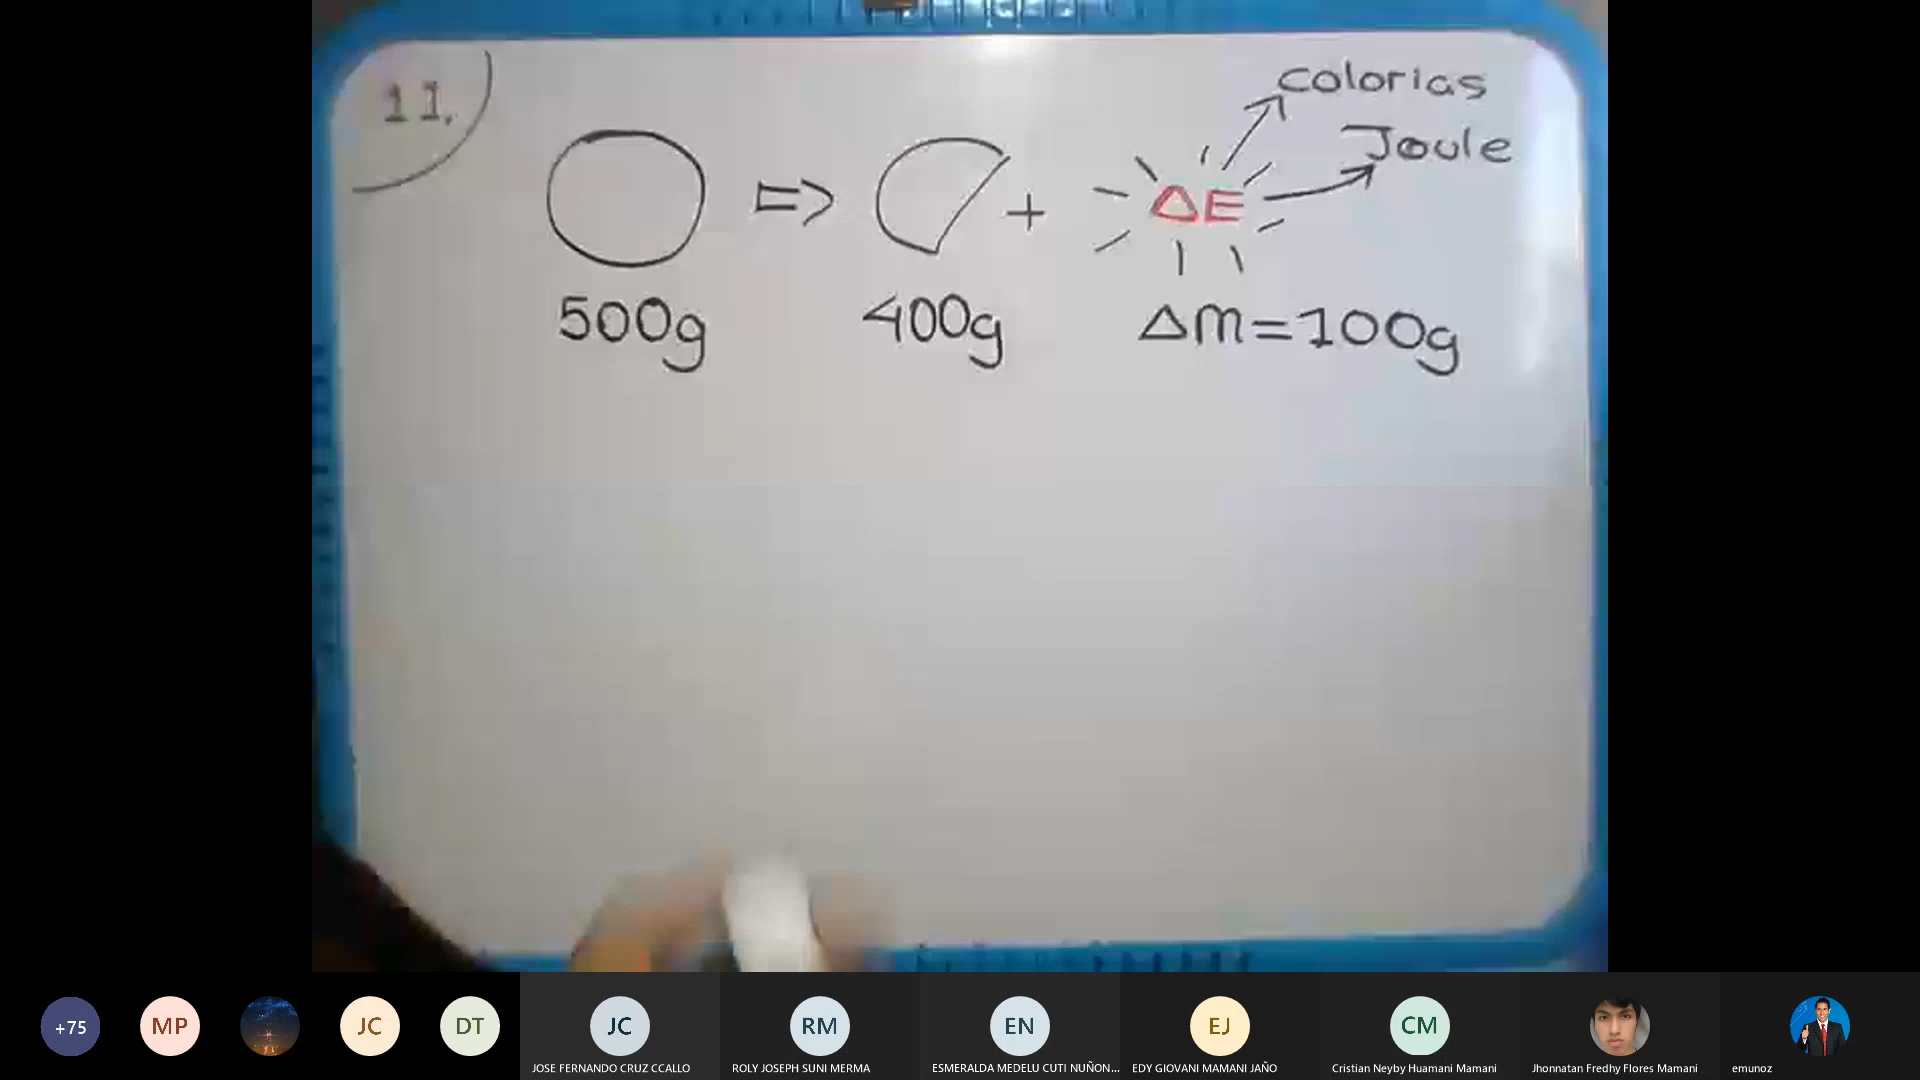 11.
colorias
Joule
=> + ΔE
500g 400g Δm=100g
+75
MP
JC
DT
JC
RM
EN
EJ
CM
JOSE FERNANDO CRUZ CCALLO
ROLY JOSEPH SUNI MERMA
ESMERALDA MEDELU CUTI NUÑON...
EDY GIOVANI MAMANI JAÑO
Cristian Neyby Huamani Mamani
Jhonnatan Fredhy Flores Mamani
emunoz